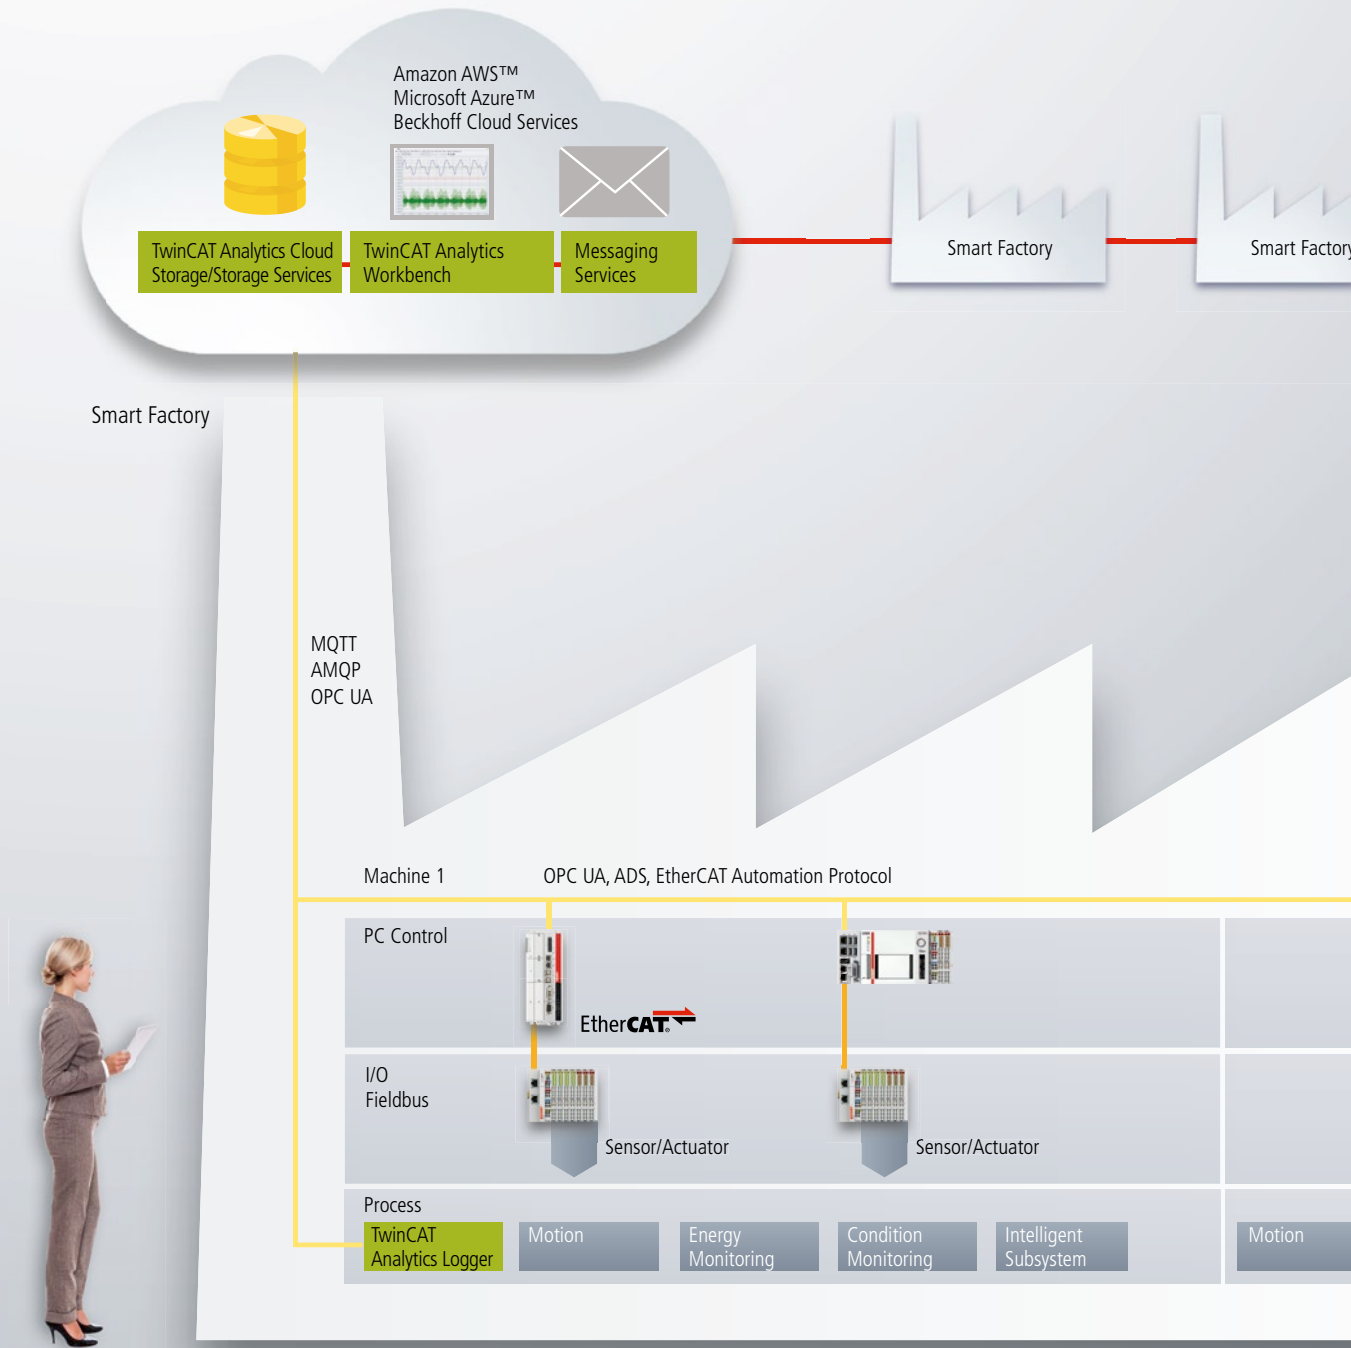 Amazon AWS™
Microsoft Azure™
Beckhoff Cloud Services
TwinCAT Analytics Cloud
Storage/Storage Services
TwinCAT Analytics
Workbench
Messaging
Services
Smart Factory
Smart Factory
Smart Factory
MQTT
AMQP
OPC UA
Machine 1
OPC UA, ADS, EtherCAT Automation Protocol
PC Control
EtherCAT®
I/O
Fieldbus
Sensor/Actuator
Sensor/Actuator
Process
TwinCAT
Analytics Logger
Motion
Energy
Monitoring
Condition
Monitoring
Intelligent
Subsystem
Motion